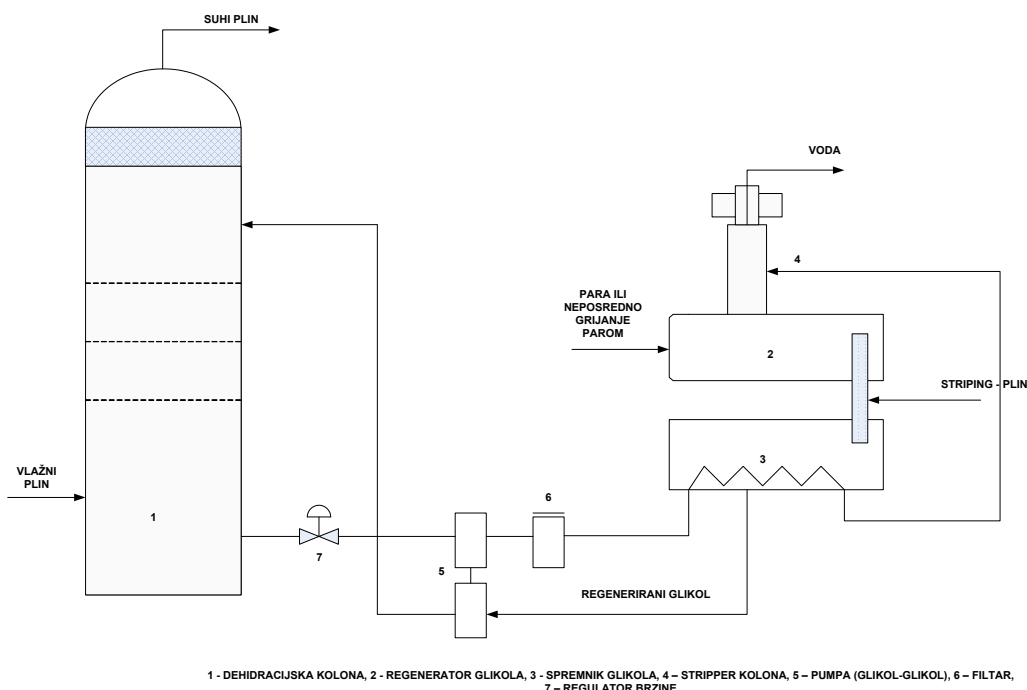 SUHI PLIN
VODA
4
PARA ILI
NEPOSREDNO
GRIJANJE
PAROM
2
STRIPING - PLIN
VLAŽNI
PLIN
3
6
1
7
5
REGENERIRANI GLIKOL
1 - DEHIDRACIJSKA KOLONA, 2 - REGENERATOR GLIKOLA, 3 - SPREMNIK GLIKOLA, 4 – STRIPPER KOLONA, 5 – PUMPA (GLIKOL-GLIKOL), 6 – FILTAR,
7 – REGULATOR BRZINE